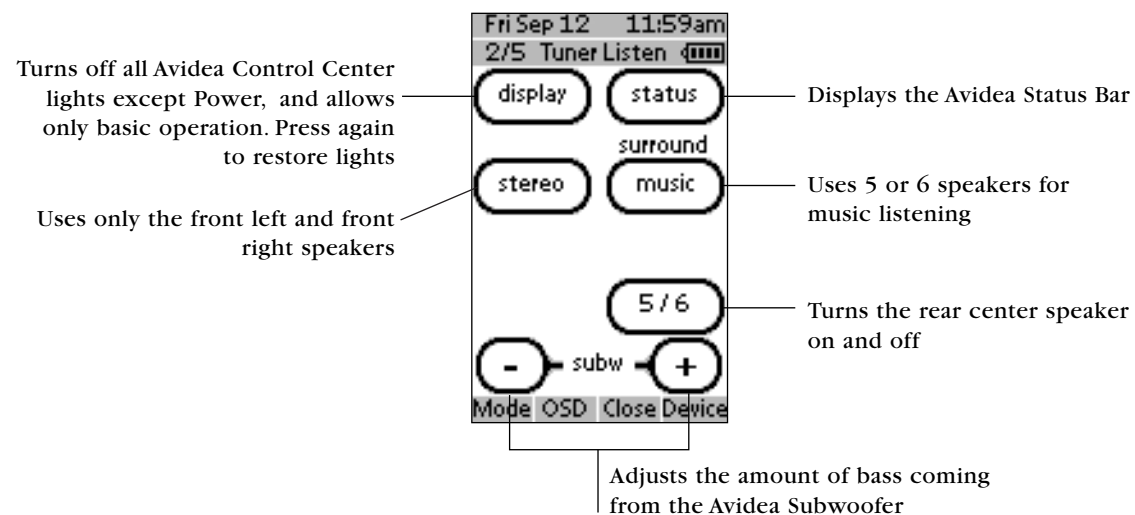 Fri Sep 12 11:59am
2/5 Tuner Listen
display
status
surround
stereo
music
5 / 6
- subw +
Mode OSD Close Device
Turns off all Avidea Control Center
lights except Power, and allows
only basic operation. Press again
to restore lights
Uses only the front left and front
right speakers
Displays the Avidea Status Bar
Uses 5 or 6 speakers for
music listening
Turns the rear center speaker
on and off
Adjusts the amount of bass coming
from the Avidea Subwoofer